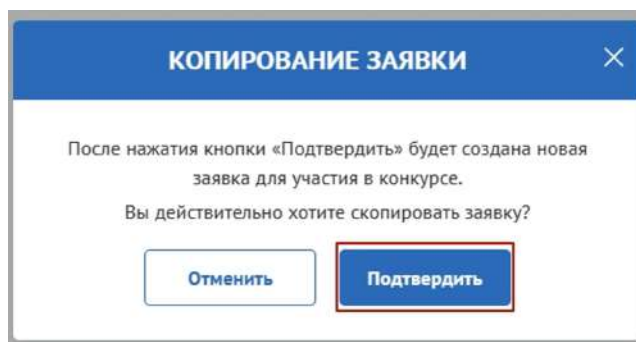 КОПИРОВАНИЕ ЗАЯВКИ
После нажатия кнопки «Подтвердить» будет создана новая
заявка для участия в конкурсе.
Вы действительно хотите скопировать заявку?
Отменить
Подтвердить